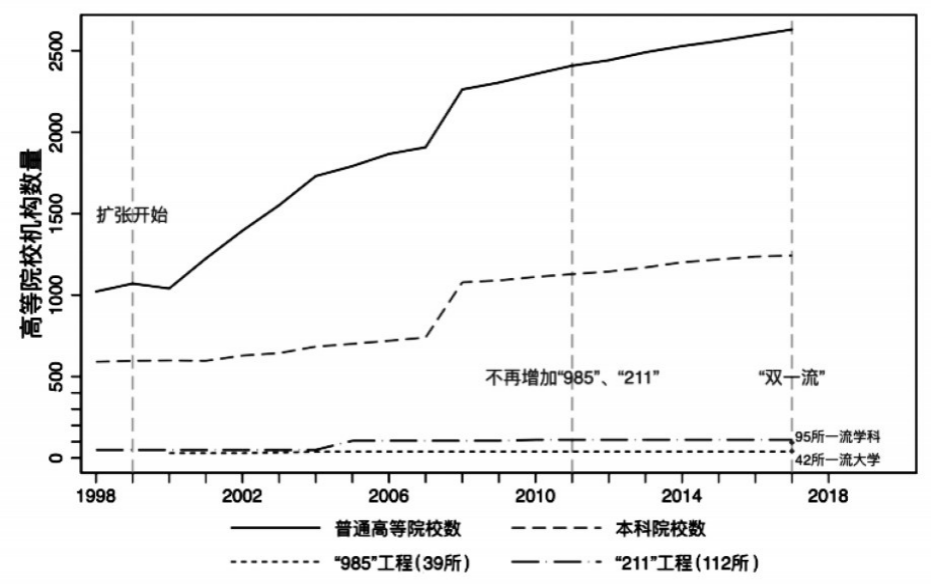 高等院校机构数量
2500
2000
1500
1000
500
0
扩张开始
不再增加“985”、“211”
“双一流”
95所一流学科
42所一流大学
1998 2002 2006 2010 2014 2018
普通高等院校数 本科院校数
“985”工程(39所) “211”工程(112所)